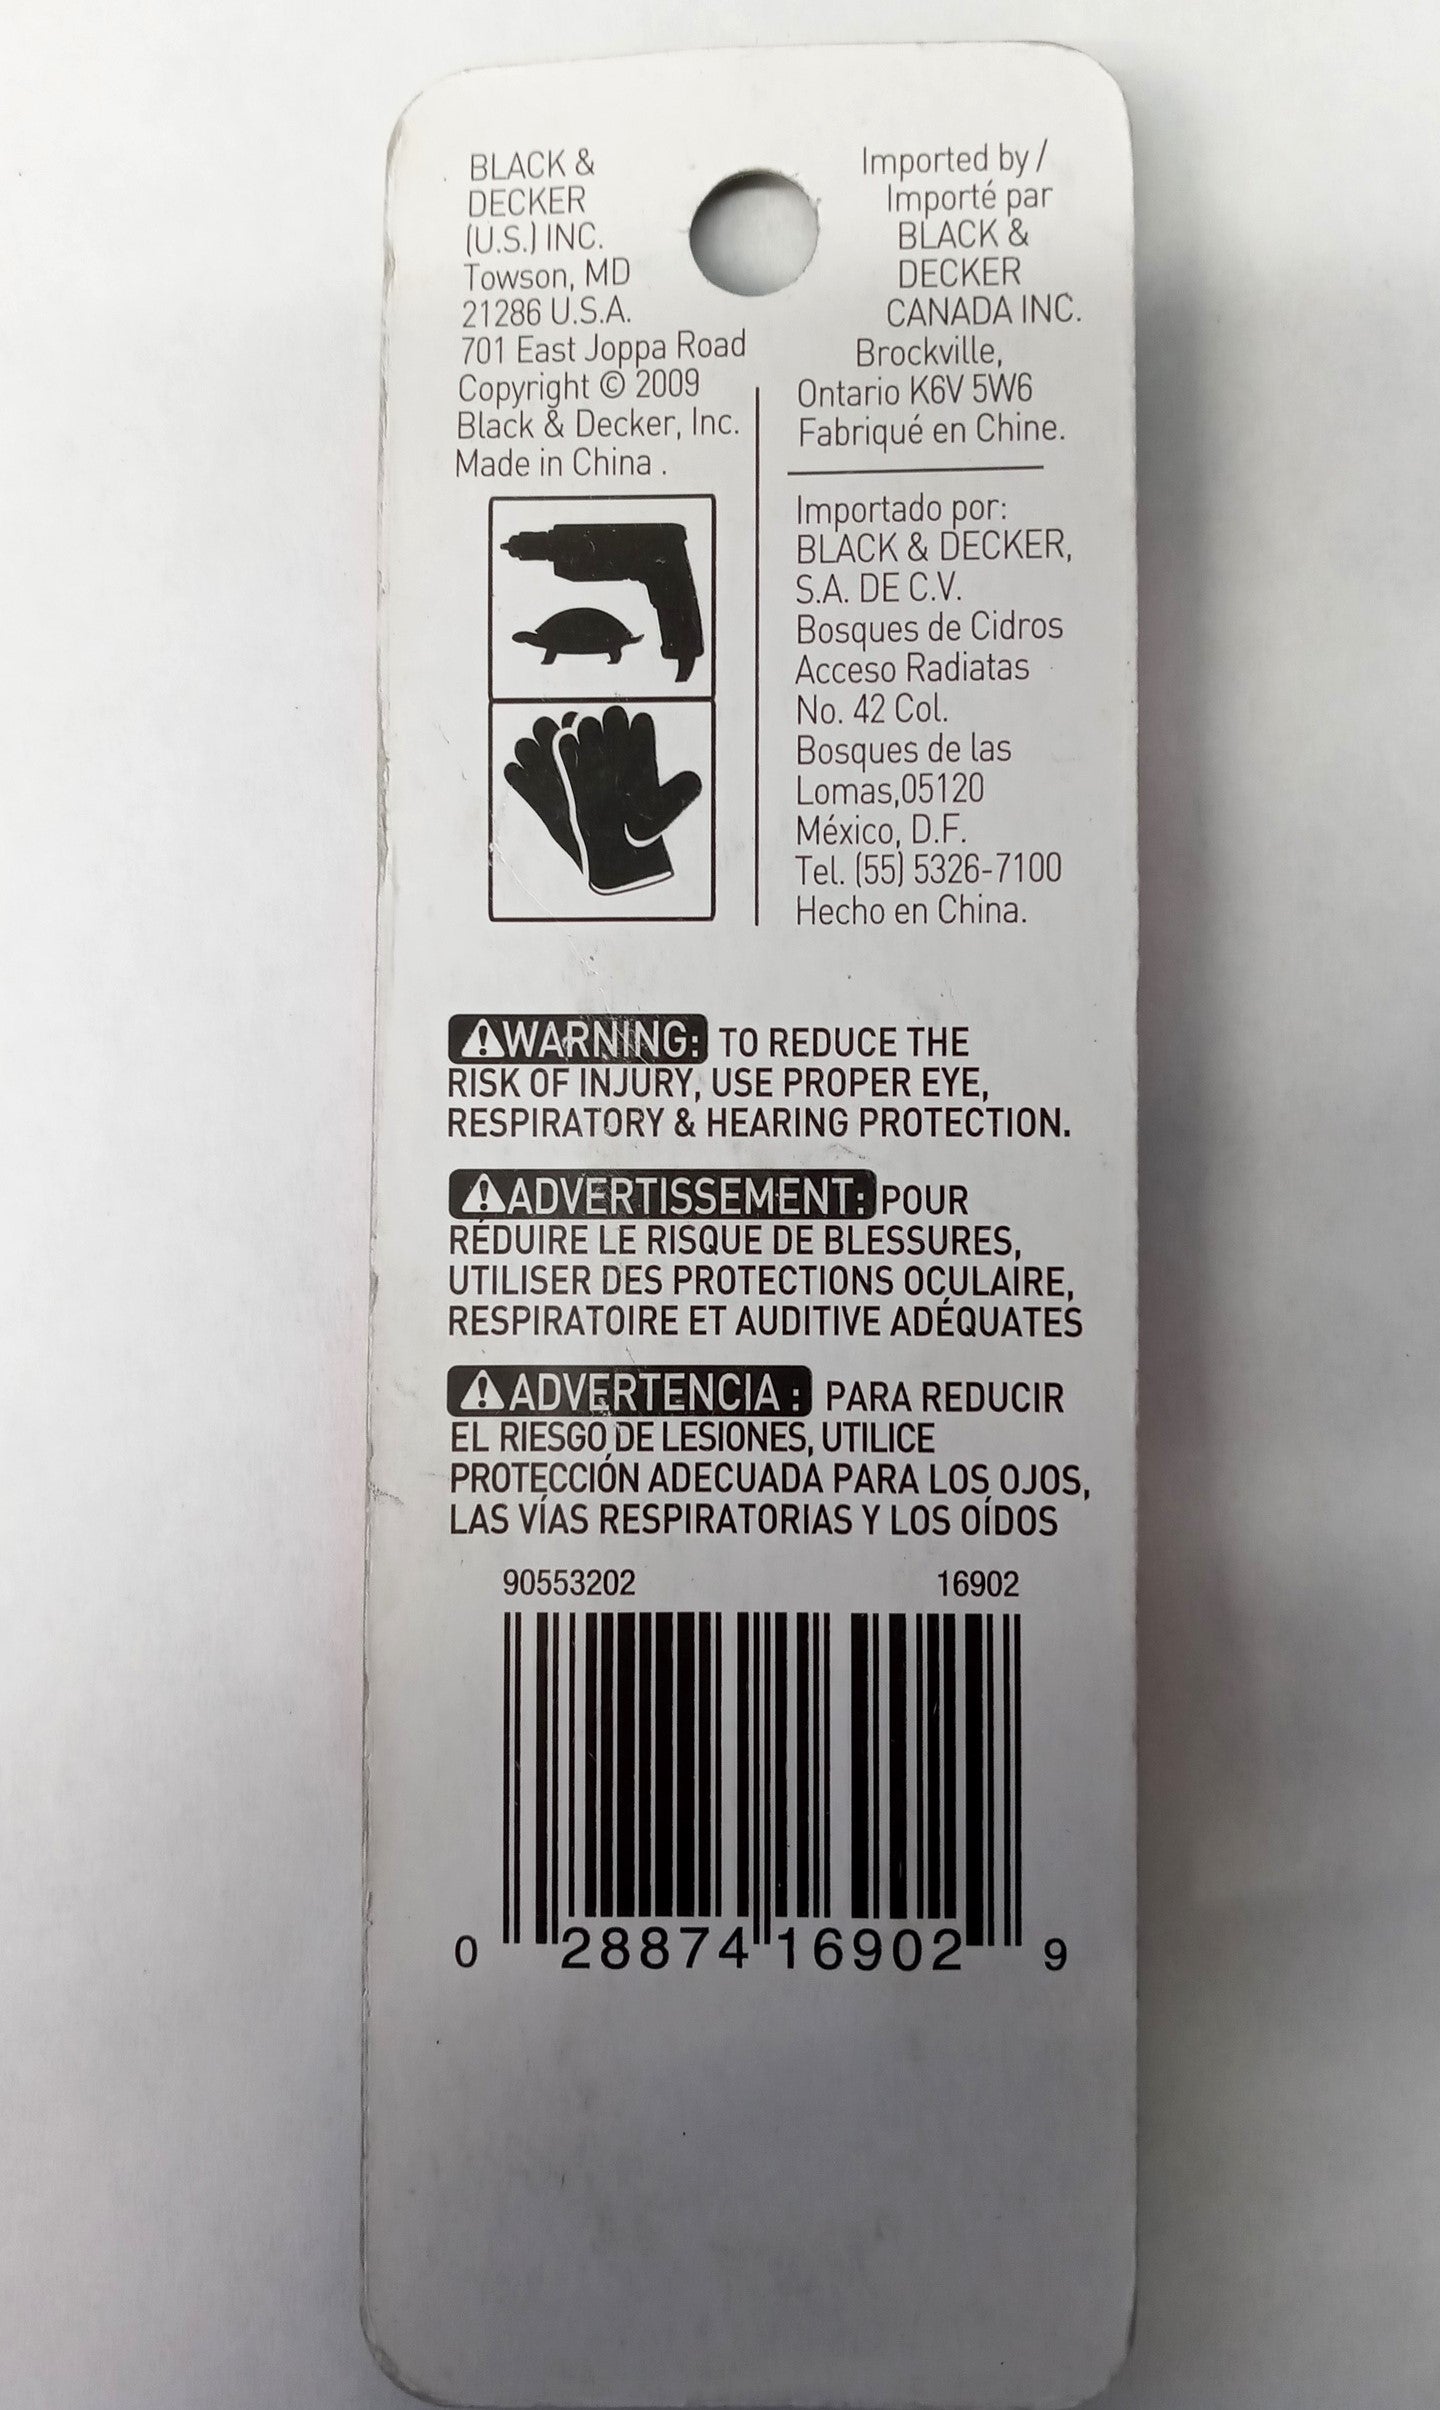 BLACK &
DECKER
(U.S.) INC.
Towson, MD
21286 U.S.A.
701 East Joppa Road
Copyright © 2009
Black & Decker, Inc.
Made in China .
Imported by /
Importé par
BLACK &
DECKER
CANADA INC.
Brockville,
Ontario K6V 5W6
Fabriqué en Chine.
Importado por:
BLACK & DECKER,
S.A. DE C.V.
Bosques de Cidros
Acceso Radiatas
No. 42 Col.
Bosques de las
Lomas,05120
México, D.F.
Tel. (55) 5326-7100
Hecho en China.
⚠WARNING: TO REDUCE THE
RISK OF INJURY, USE PROPER EYE,
RESPIRATORY & HEARING PROTECTION.
⚠ADVERTISSEMENT: POUR
RÉDUIRE LE RISQUE DE BLESSURES,
UTILISER DES PROTECTIONS OCULAIRE,
RESPIRATOIRE ET AUDITIVE ADÉQUATES
⚠ADVERTENCIA : PARA REDUCIR
EL RIESGO DE LESIONES, UTILICE
PROTECCIÓN ADECUADA PARA LOS OJOS,
LAS VÍAS RESPIRATORIAS Y LOS OÍDOS
90553202 16902
0 28874 16902 9